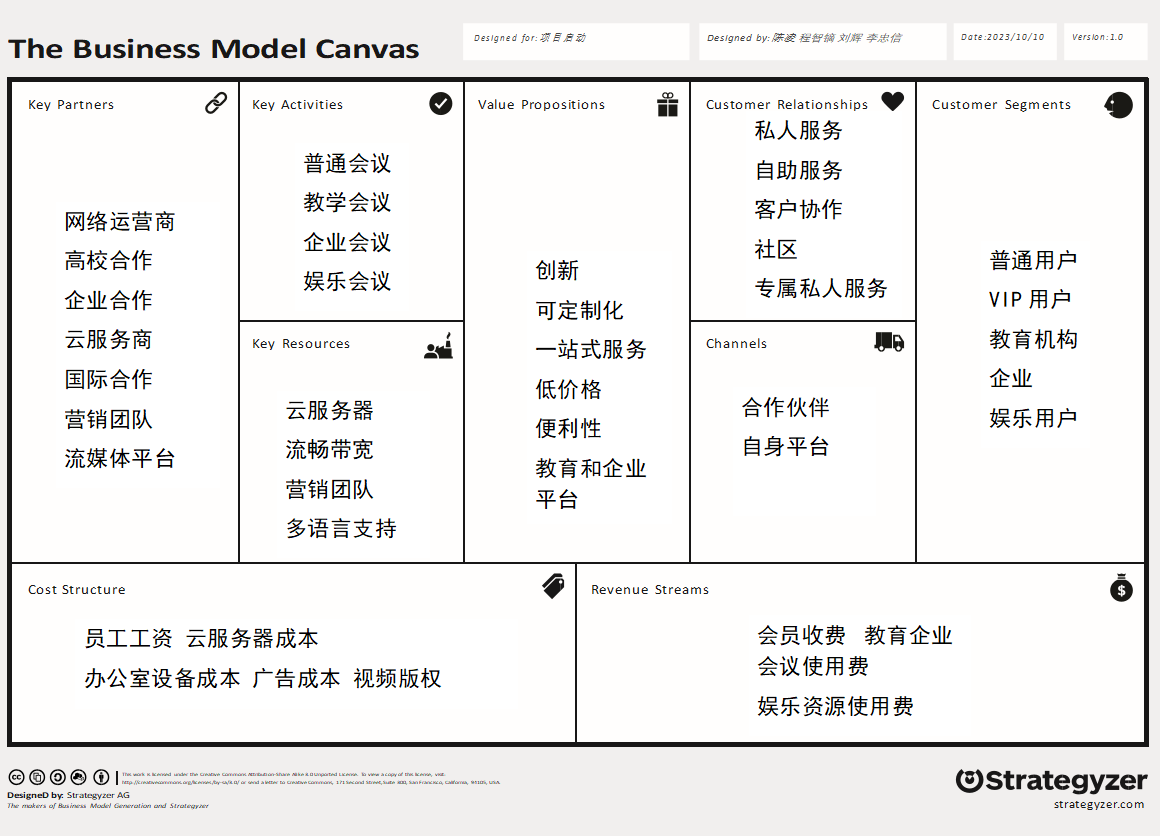 The Business Model Canvas
Designed for:项目启动
Designed by:陈凌 程智镝 刘辉 李忠信
Date:2023/10/10
Version:1.0
Key Partners
网络运营商
高校合作
企业合作
云服务商
国际合作
营销团队
流媒体平台
Key Activities
普通会议
教学会议
企业会议
娱乐会议
Key Resources
云服务器
流畅带宽
营销团队
多语言支持
Value Propositions
创新
可定制化
一站式服务
低价格
便利性
教育和企业
平台
Customer Relationships
私人服务
自助服务
客户协作
社区
专属私人服务
Channels
合作伙伴
自身平台
Customer Segments
普通用户
VIP 用户
教育机构
企业
娱乐用户
Cost Structure
员工工资 云服务器成本
办公室设备成本 广告成本 视频版权
Revenue Streams
会员收费 教育企业
会议使用费
娱乐资源使用费
This work is licensed under the Creative Commons Attribution-Share Alike 3.0 Unported License. To view a copy of this license, visit:
http://creativecommons.org/licenses/by-sa/3.0/ or send a letter to Creative Commons, 171 Second Street, Suite 300, San Francisco, California, 94105, USA.
DesigneD by: Strategyzer AG
The makers of Business Model Generation and Strategyzer
Strategyzer
strategyzer.com